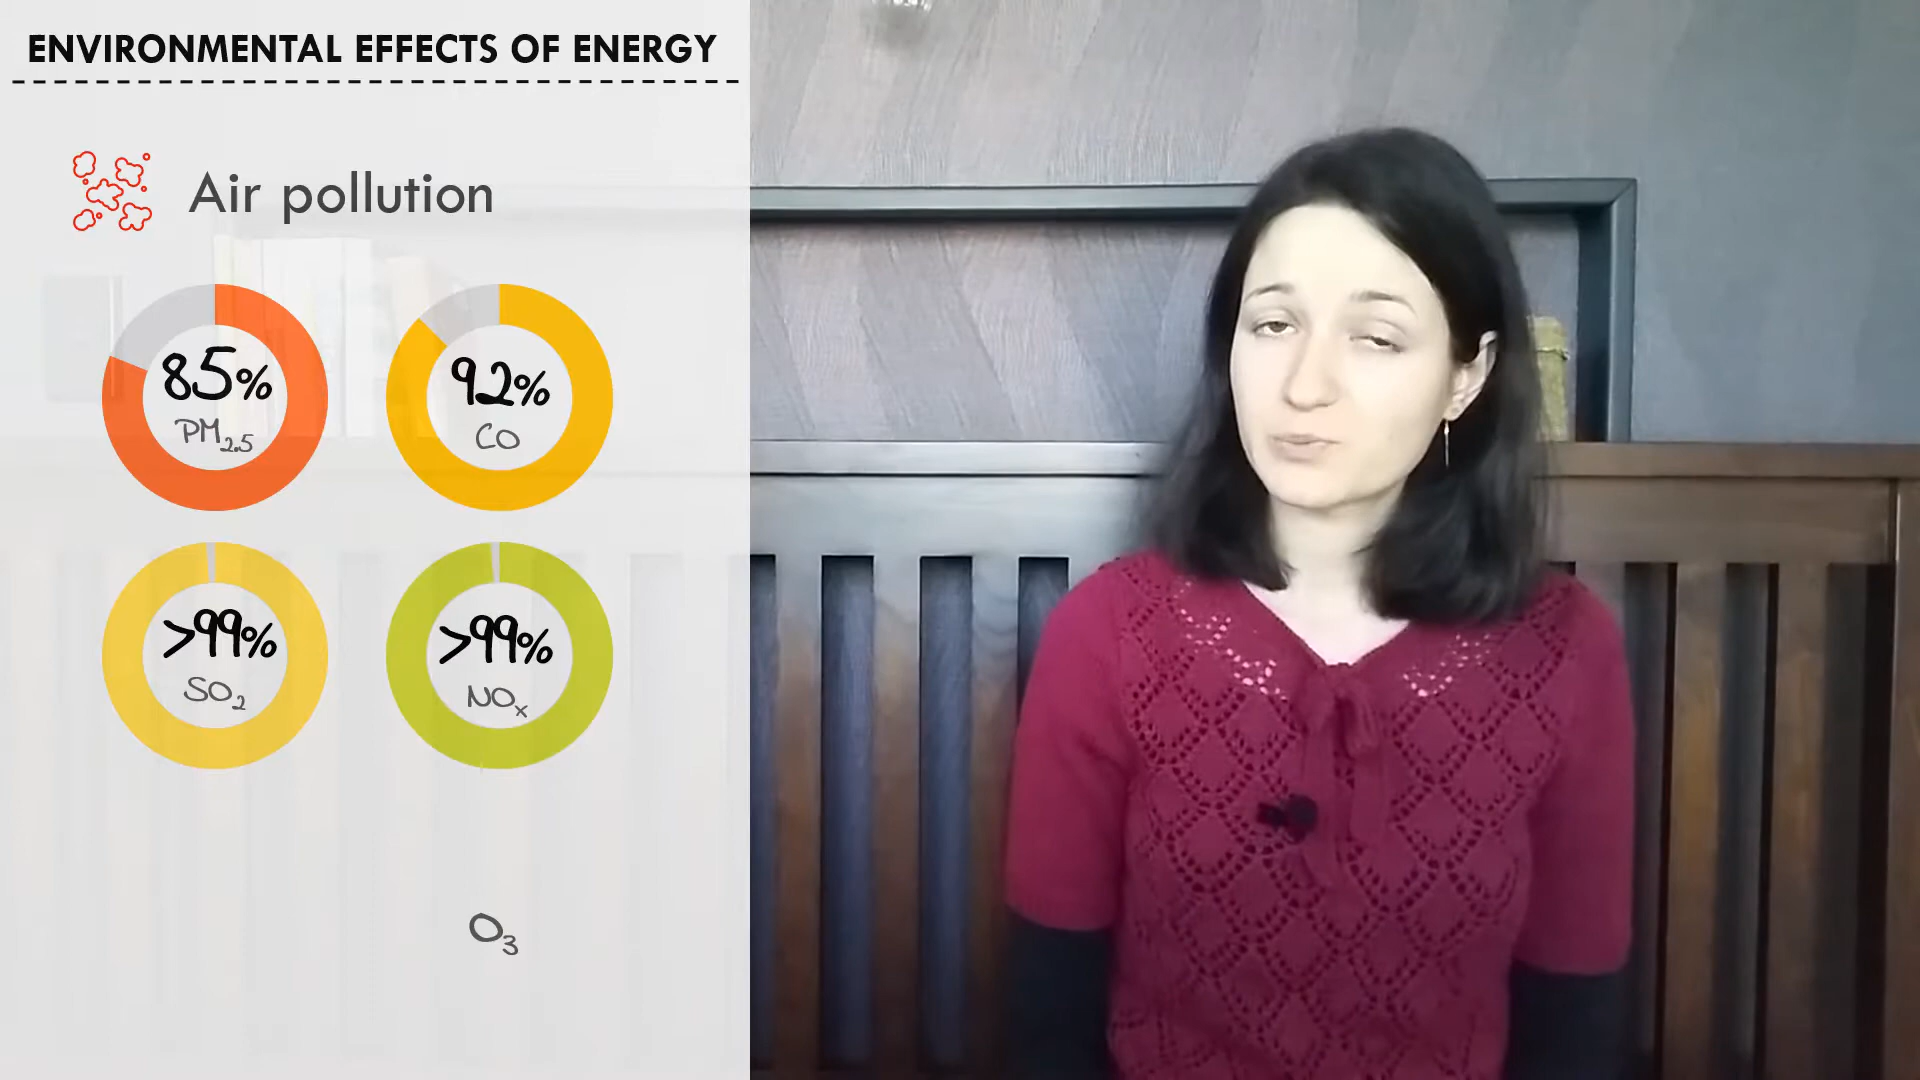 ENVIRONMENTAL EFFECTS OF ENERGY
Air pollution
85%
PM2.5
92%
CO
>99%
SO2
>99%
NOx
O3